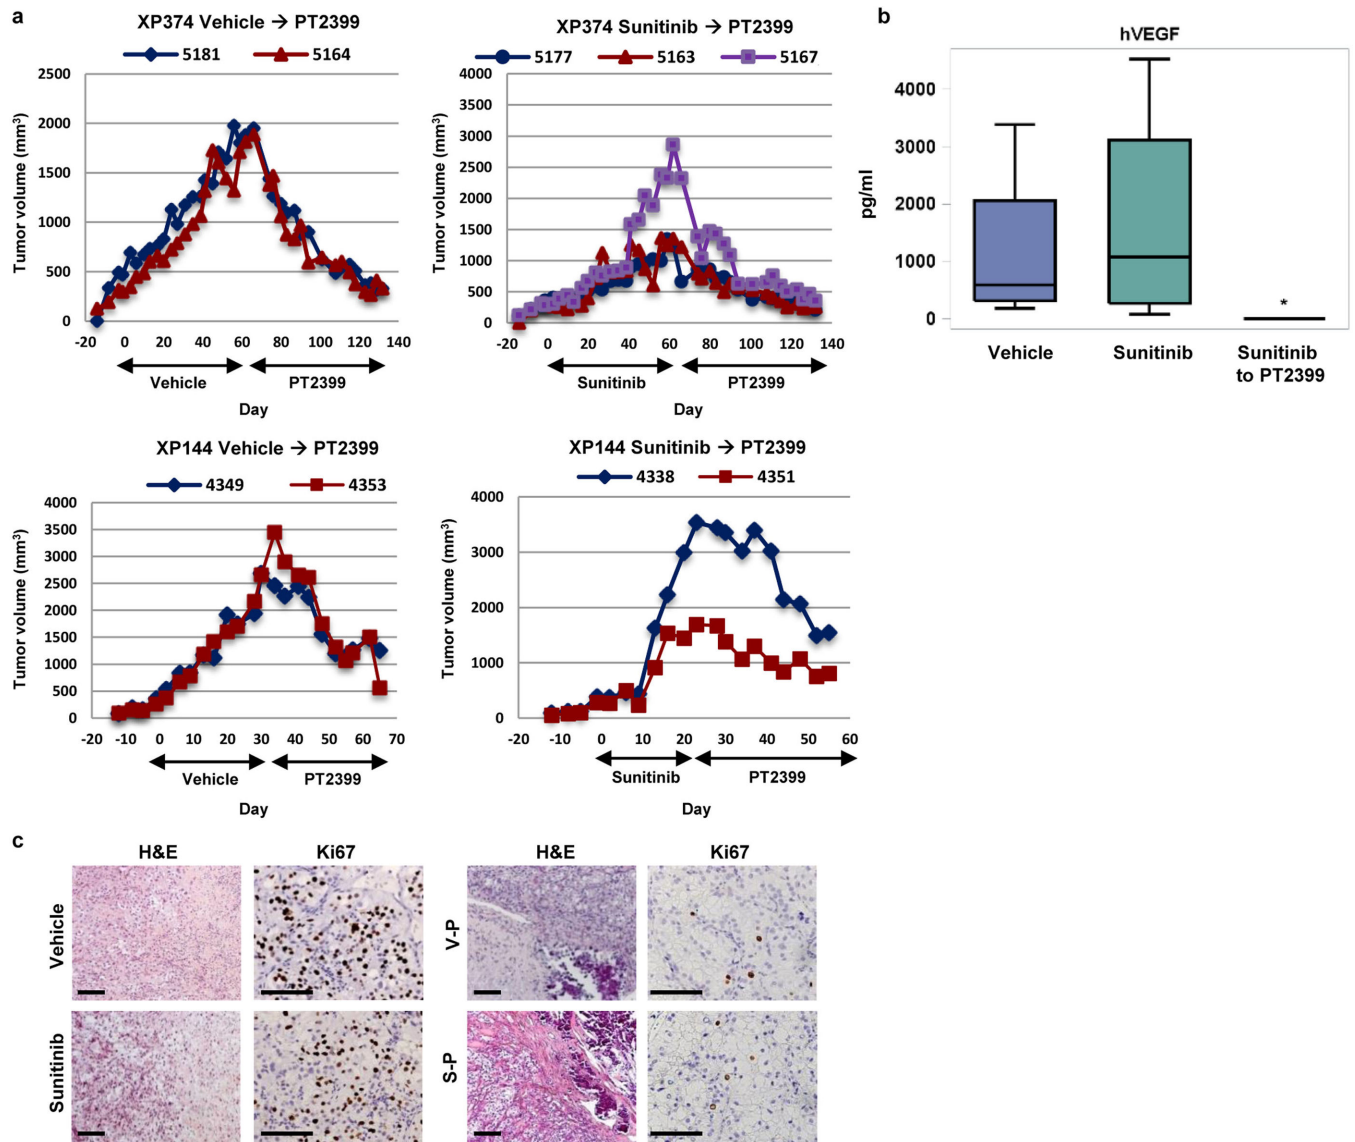 a
XP374 Vehicle → PT2399
5181 5164
Tumor volume (mm³)
2500
2000
1500
1000
500
0
-20 0 20 40 60 80 100 120 140
Vehicle PT2399
Day
XP374 Sunitinib → PT2399
5177 5163 5167
Tumor volume (mm³)
4000
3500
3000
2500
2000
1500
1000
500
0
-20 0 20 40 60 80 100 120 140
Sunitinib PT2399
Day
b
hVEGF
pg/ml
4000
3000
2000
1000
0
*
Vehicle Sunitinib Sunitinib
to PT2399
XP144 Vehicle → PT2399
4349 4353
Tumor volume (mm³)
4000
3500
3000
2500
2000
1500
1000
500
0
-20 -10 0 10 20 30 40 50 60 70
Vehicle PT2399
Day
XP144 Sunitinib → PT2399
4338 4351
Tumor volume (mm³)
4000
3000
2000
1000
0
-20 -10 0 10 20 30 40 50 60
Sunitinib PT2399
Day
c
H&E Ki67 H&E Ki67
Vehicle V-P
Sunitinib S-P